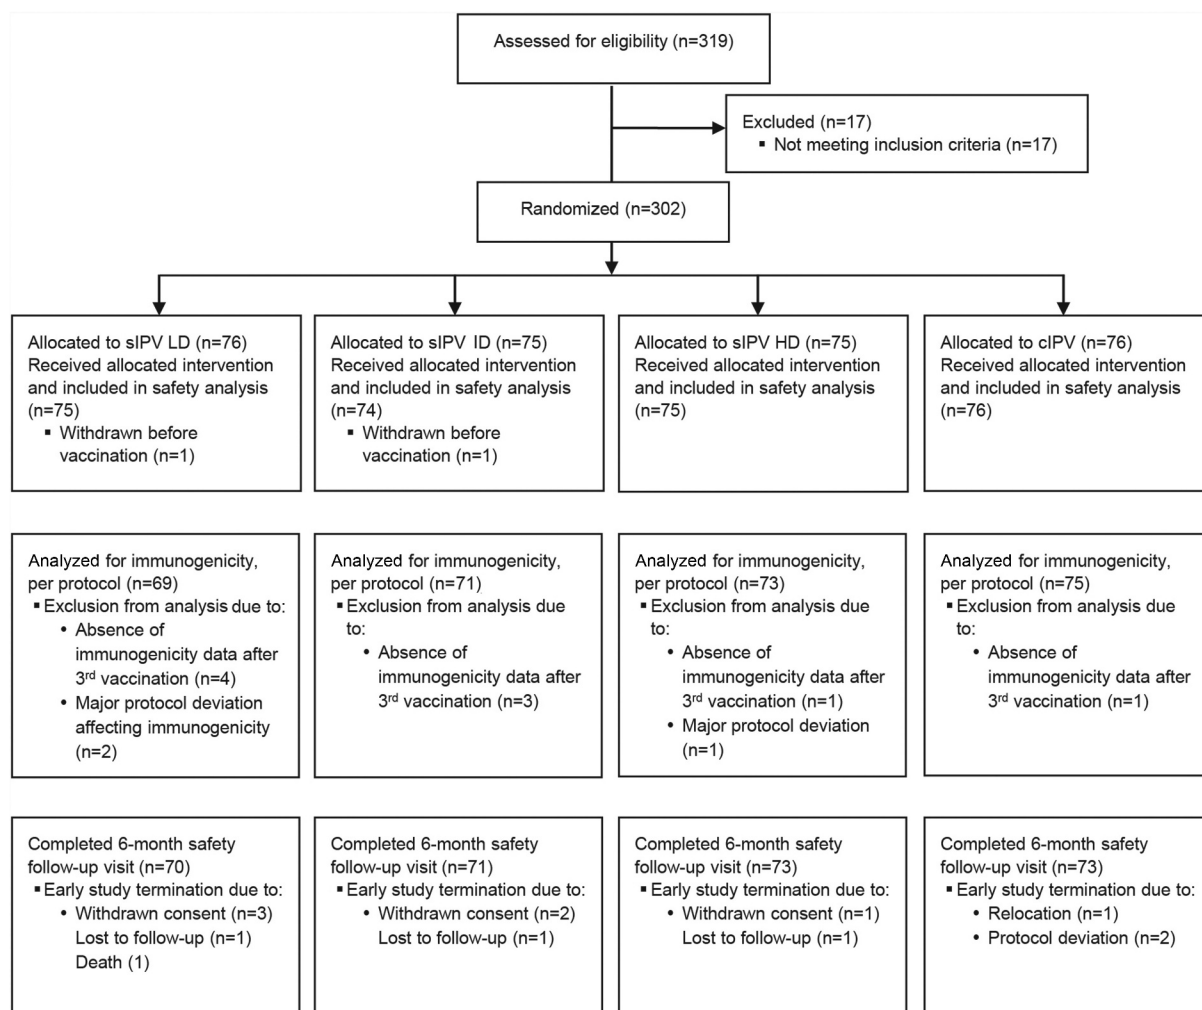 Assessed for eligibility (n=319)
Excluded (n=17)
▪ Not meeting inclusion criteria (n=17)
Randomized (n=302)
Allocated to sIPV LD (n=76)
Received allocated intervention
and included in safety analysis
(n=75)
▪ Withdrawn before
vaccination (n=1)
Allocated to sIPV ID (n=75)
Received allocated intervention
and included in safety analysis
(n=74)
▪ Withdrawn before
vaccination (n=1)
Allocated to sIPV HD (n=75)
Received allocated intervention
and included in safety analysis
(n=75)
Allocated to cIPV (n=76)
Received allocated intervention
and included in safety analysis
(n=76)
Analyzed for immunogenicity,
per protocol (n=69)
▪ Exclusion from analysis due to:
• Absence of
immunogenicity data after
3rd vaccination (n=4)
• Major protocol deviation
affecting immunogenicity
(n=2)
Analyzed for immunogenicity,
per protocol (n=71)
▪ Exclusion from analysis due
to:
• Absence of
immunogenicity data after
3rd vaccination (n=3)
Analyzed for immunogenicity,
per protocol (n=73)
▪ Exclusion from analysis due
to:
• Absence of
immunogenicity data after
3rd vaccination (n=1)
• Major protocol deviation
(n=1)
Analyzed for immunogenicity,
per protocol (n=75)
▪ Exclusion from analysis due
to:
• Absence of
immunogenicity data after
3rd vaccination (n=1)
Completed 6-month safety
follow-up visit (n=70)
▪ Early study termination due to:
• Withdrawn consent (n=3)
Lost to follow-up (n=1)
Death (1)
Completed 6-month safety
follow-up visit (n=71)
▪ Early study termination due to:
• Withdrawn consent (n=2)
Lost to follow-up (n=1)
Completed 6-month safety
follow-up visit (n=73)
▪ Early study termination due to:
• Withdrawn consent (n=1)
Lost to follow-up (n=1)
Completed 6-month safety
follow-up visit (n=73)
▪ Early study termination due to:
• Relocation (n=1)
• Protocol deviation (n=2)